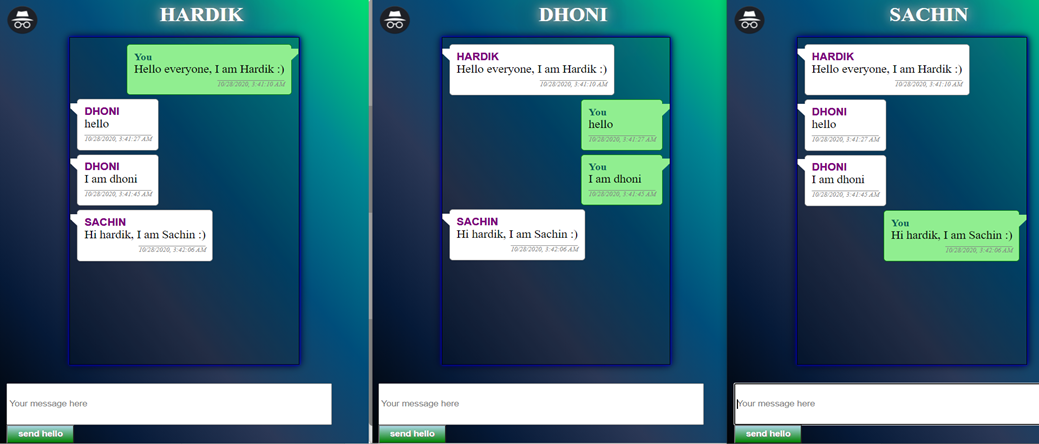 HARDIK
You
Hello everyone, I am Hardik :)
10/28/2020, 3:41:10 AM
DHONI
hello
10/28/2020, 3:41:27 AM
DHONI
I am dhoni
10/28/2020, 3:41:45 AM
SACHIN
Hi hardik, I am Sachin :)
10/28/2020, 3:42:06 AM
Your message here
send hello
DHONI
HARDIK
Hello everyone, I am Hardik :)
10/28/2020, 3:41:10 AM
You
hello
10/28/2020, 3:41:27 AM
You
I am dhoni
10/28/2020, 3:41:45 AM
SACHIN
Hi hardik, I am Sachin :)
10/28/2020, 3:42:06 AM
Your message here
send hello
SACHIN
HARDIK
Hello everyone, I am Hardik :)
10/28/2020, 3:41:10 AM
DHONI
hello
10/28/2020, 3:41:27 AM
DHONI
I am dhoni
10/28/2020, 3:41:45 AM
You
Hi hardik, I am Sachin :)
10/28/2020, 3:42:06 AM
Your message here
send hello